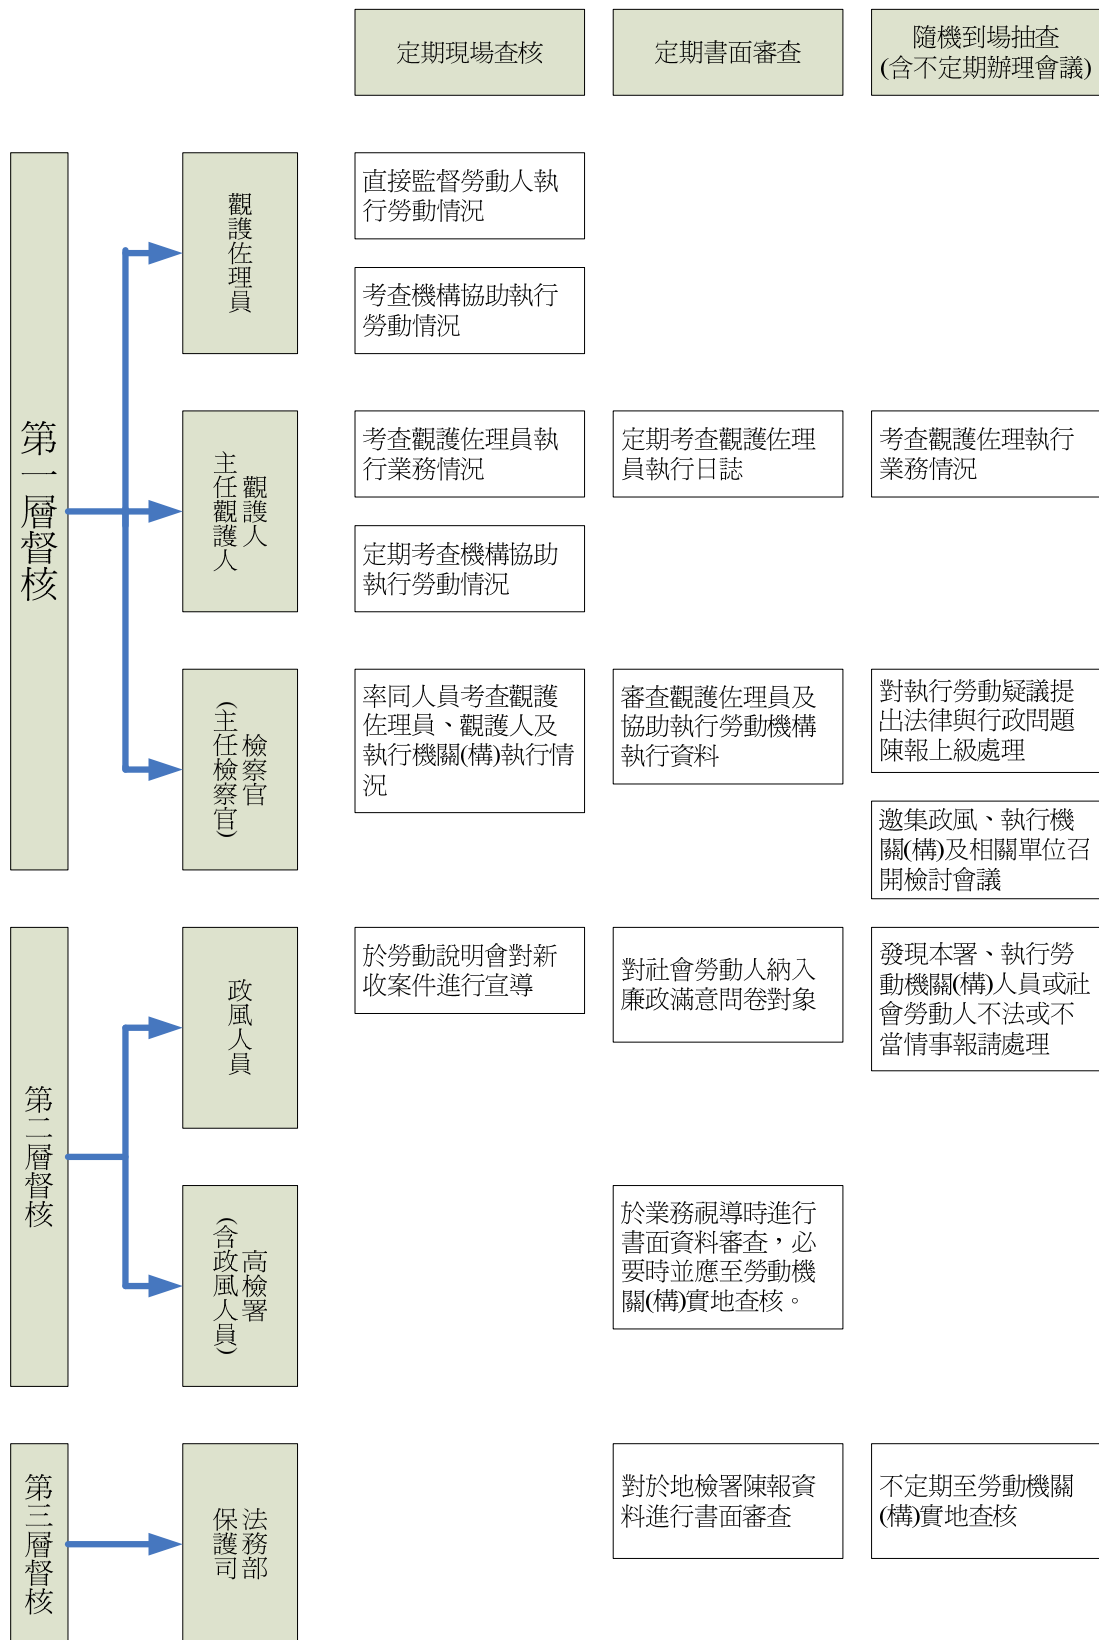 定期現場查核
定期書面審查
隨機到場抽查
(含不定期辦理會議)
第一層督核
觀護佐理員
直接監督勞動人執
行勞動情況
考查機構協助執行
勞動情況
觀護人
主任觀護人
考查觀護佐理員執
行業務情況
定期考查機構協助
執行勞動情況
定期考查觀護佐理
員執行日誌
考查觀護佐理執行
業務情況
檢察官
(主任檢察官)
率同人員考查觀護
佐理員、觀護人及
執行機關(構)執行情
況
審查觀護佐理員及
協助執行勞動機構
執行資料
對執行勞動疑議提
出法律與行政問題
陳報上級處理
邀集政風、執行機
關(構)及相關單位召
開檢討會議
第二層督核
政風人員
於勞動說明會對新
收案件進行宣導
對社會勞動人納入
廉政滿意問卷對象
發現本署、執行勞
動機關(構)人員或社
會勞動人不法或不
當情事報請處理
高檢署
(含政風人員)
於業務視導時進行
書面資料審查，必
要時並應至勞動機
關(構)實地查核。
第三層督核
法務部
保護司
對於地檢署陳報資
料進行書面審查
不定期至勞動機關
(構)實地查核